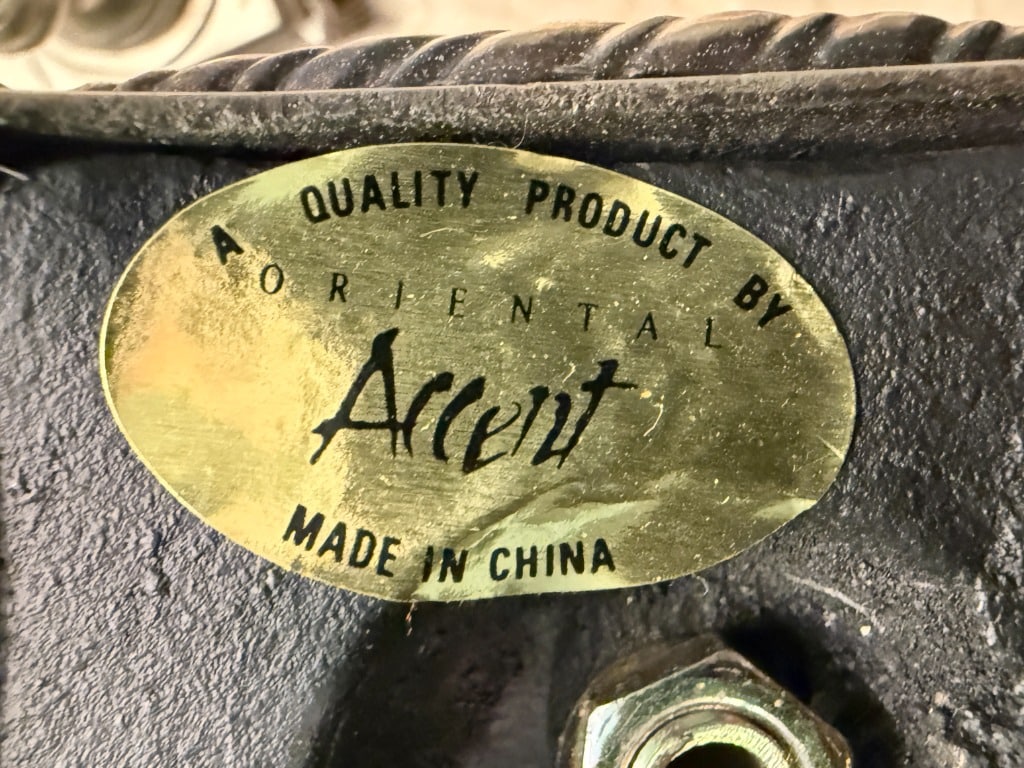 A QUALITY PRODUCT BY
ORIENTAL
Accent
MADE IN CHINA